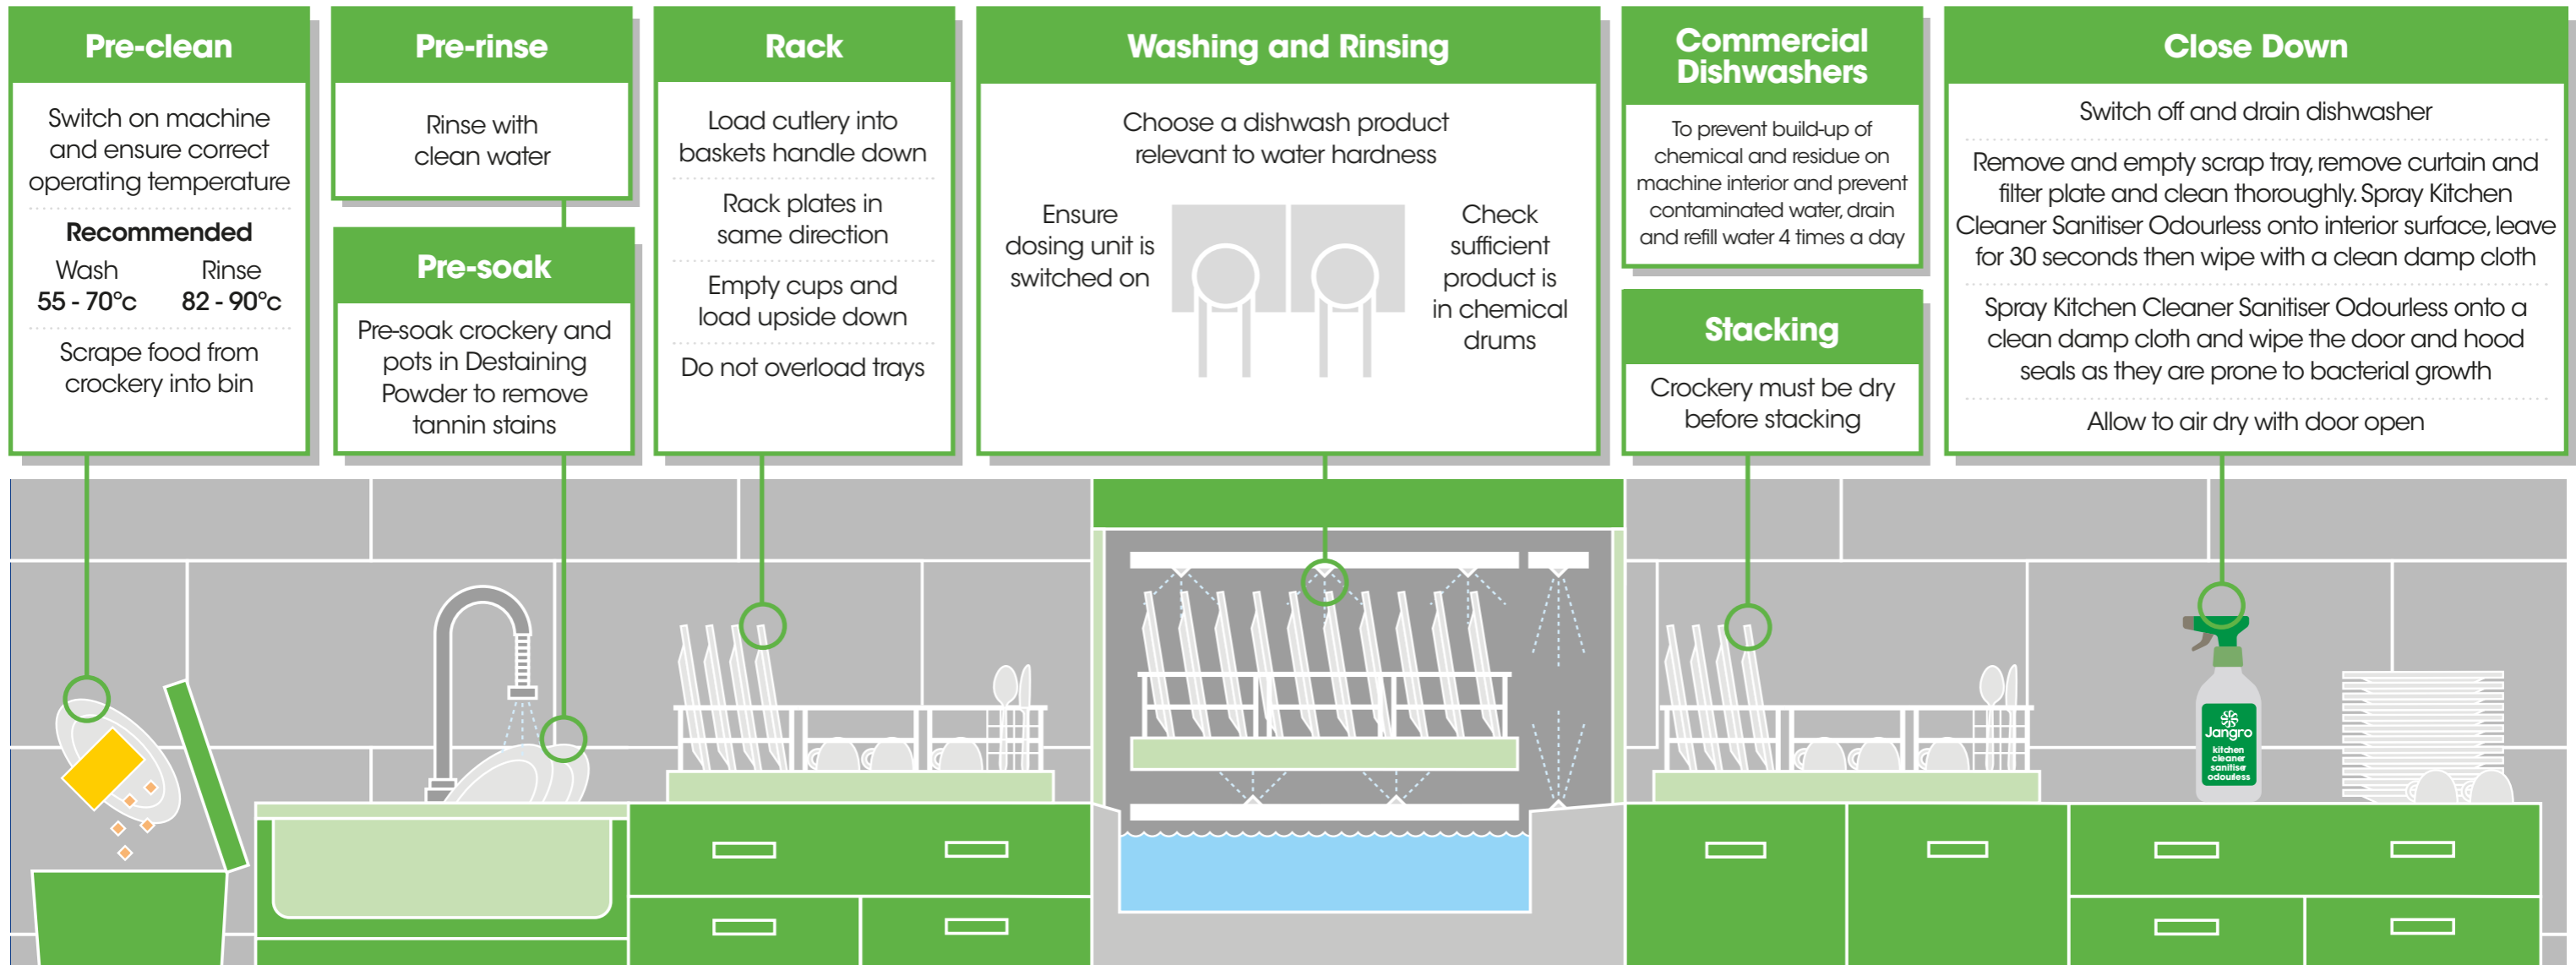 Pre-clean
Switch on machine
and ensure correct
operating temperature
Recommended
Wash
55 - 70°c
Rinse
82 - 90°c
Scrape food from
crockery into bin
Pre-rinse
Rinse with
clean water
Pre-soak
Pre-soak crockery and
pots in Destaining
Powder to remove
tannin stains
Rack
Load cutlery into
baskets handle down
Rack plates in
same direction
Empty cups and
load upside down
Do not overload trays
Washing and Rinsing
Choose a dishwash product
relevant to water hardness
Ensure
dosing unit is
switched on
Check
sufficient
product is
in chemical
drums
Commercial
Dishwashers
To prevent build-up of
chemical and residue on
machine interior and prevent
contaminated water, drain
and refill water 4 times a day
Stacking
Crockery must be dry
before stacking
Close Down
Switch off and drain dishwasher
Remove and empty scrap tray, remove curtain and
filter plate and clean thoroughly. Spray Kitchen
Cleaner Sanitiser Odourless onto interior surface, leave
for 30 seconds then wipe with a clean damp cloth
Spray Kitchen Cleaner Sanitiser Odourless onto a
clean damp cloth and wipe the door and hood
seals as they are prone to bacterial growth
Allow to air dry with door open
Jangro
kitchen
cleaner
sanitiser
odourless